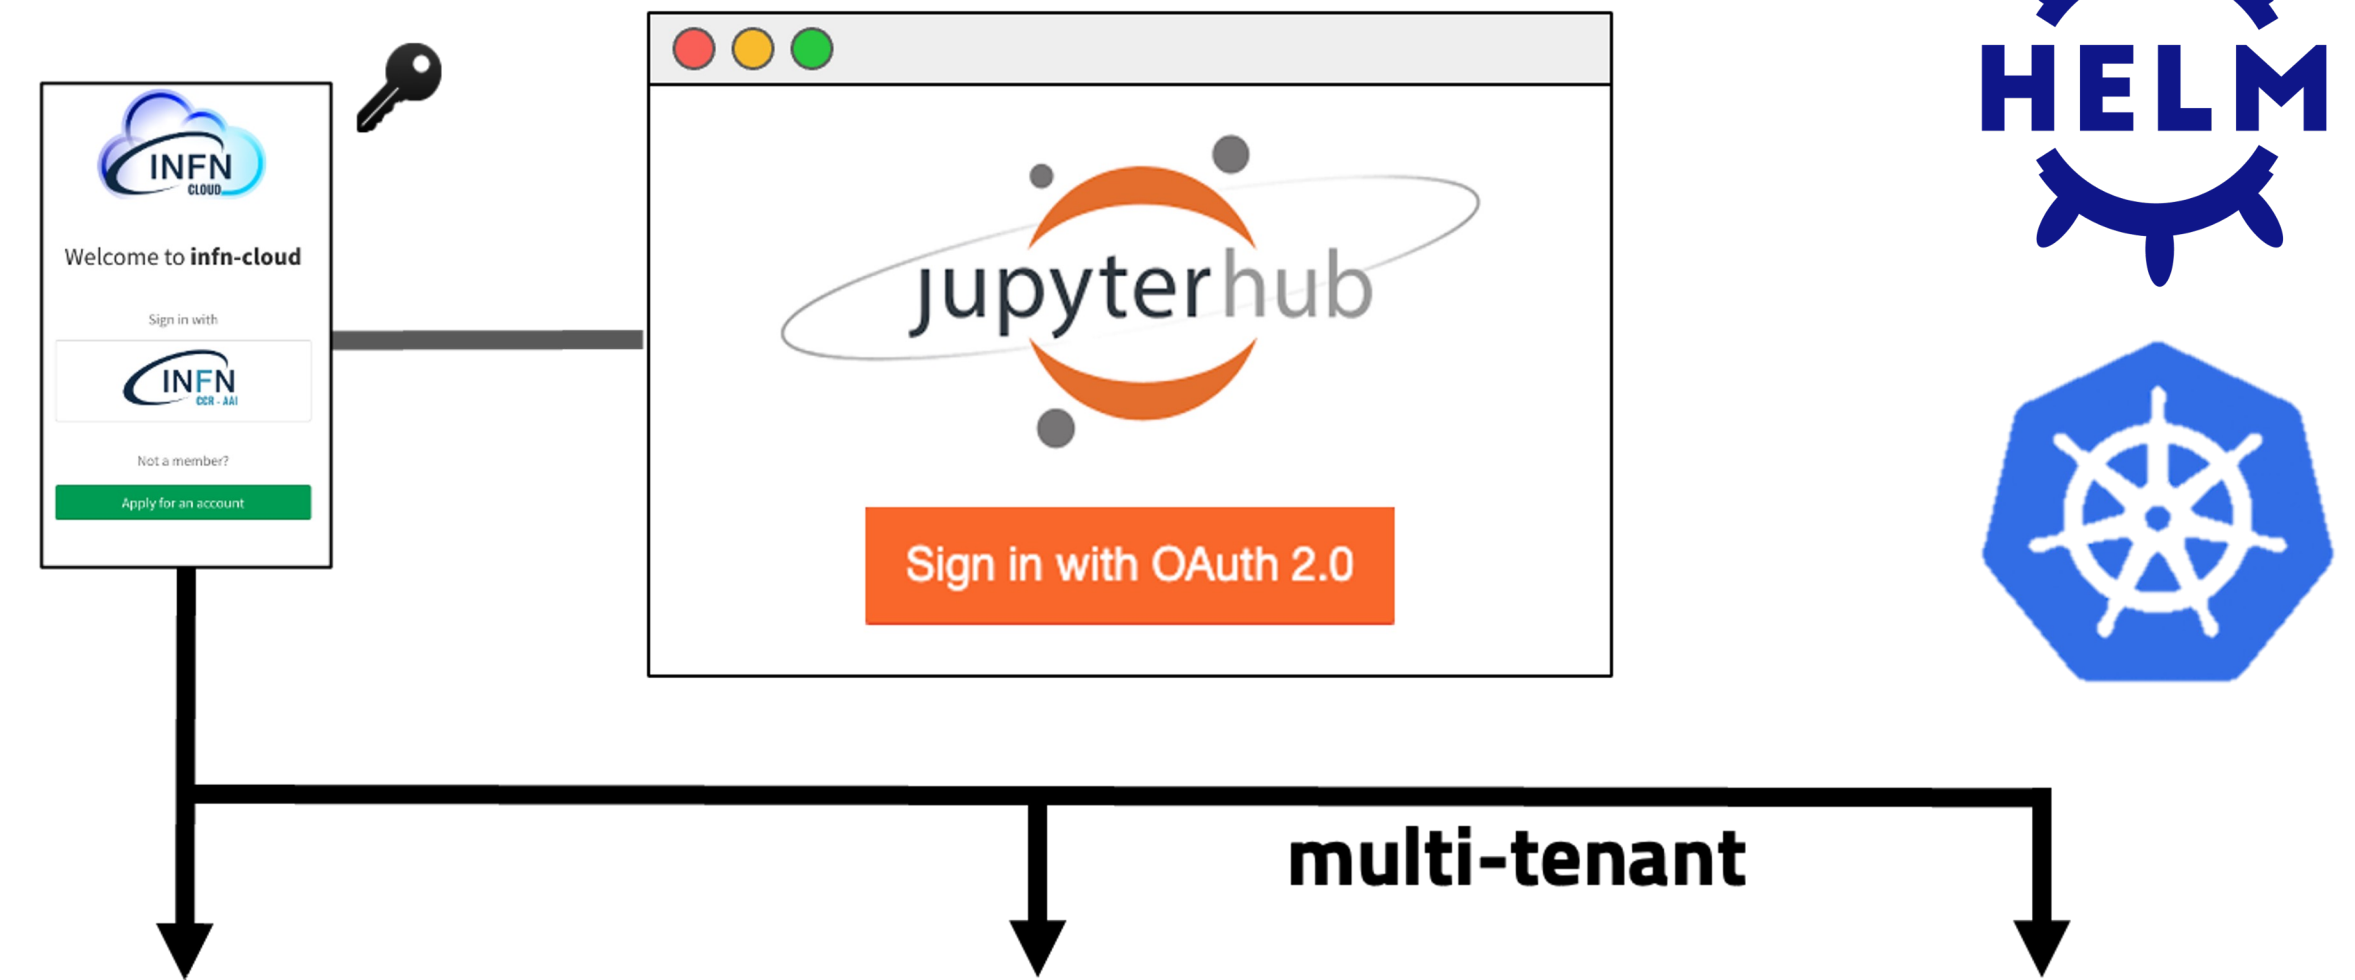 INFN
CLOUD
Welcome to infn-cloud
Sign in with
INFN
CCR - AAI
Not a member?
Apply for an account
jupyterhub
Sign in with OAuth 2.0
HELM
multi-tenant